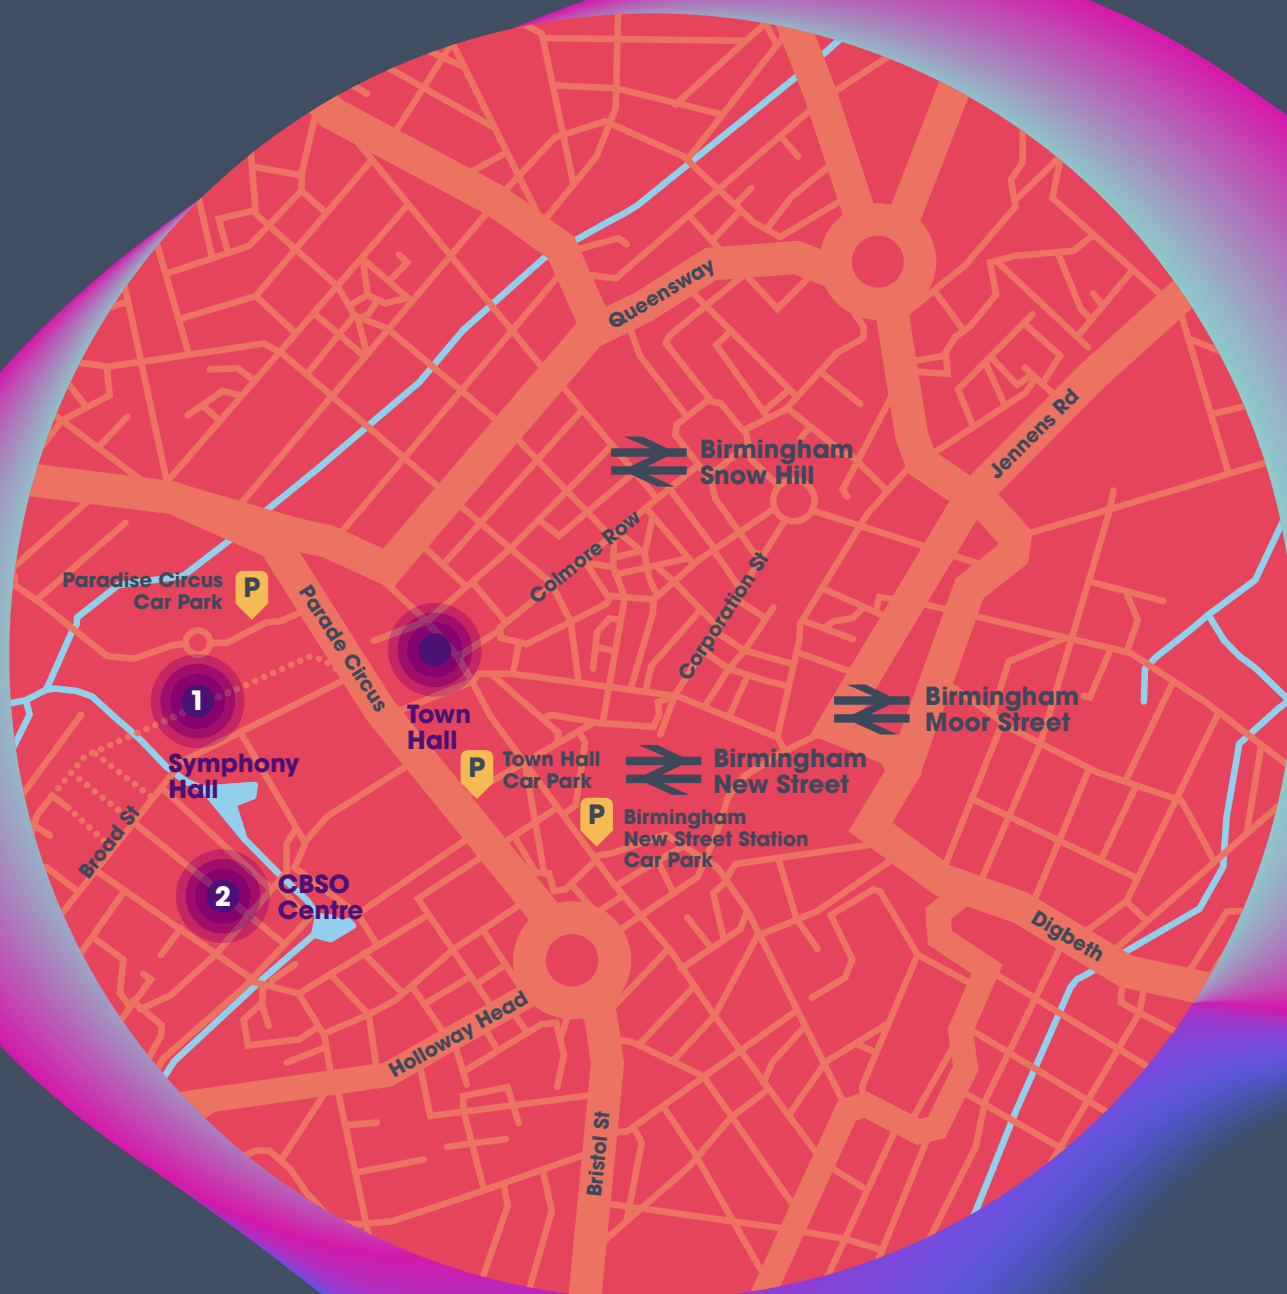 Queensway
Jennens Rd
Birmingham
Snow Hill
Colmore Row
Corporation St
Paradise Circus
Car Park
P
Parade Circus
1
Symphony
Hall
Town
Hall
Birmingham
Moor Street
P
Town Hall
Car Park
Birmingham
New Street
P
Birmingham
New Street Station
Car Park
Broad St
2
CBSO
Centre
Digbeth
Holloway Head
Bristol St